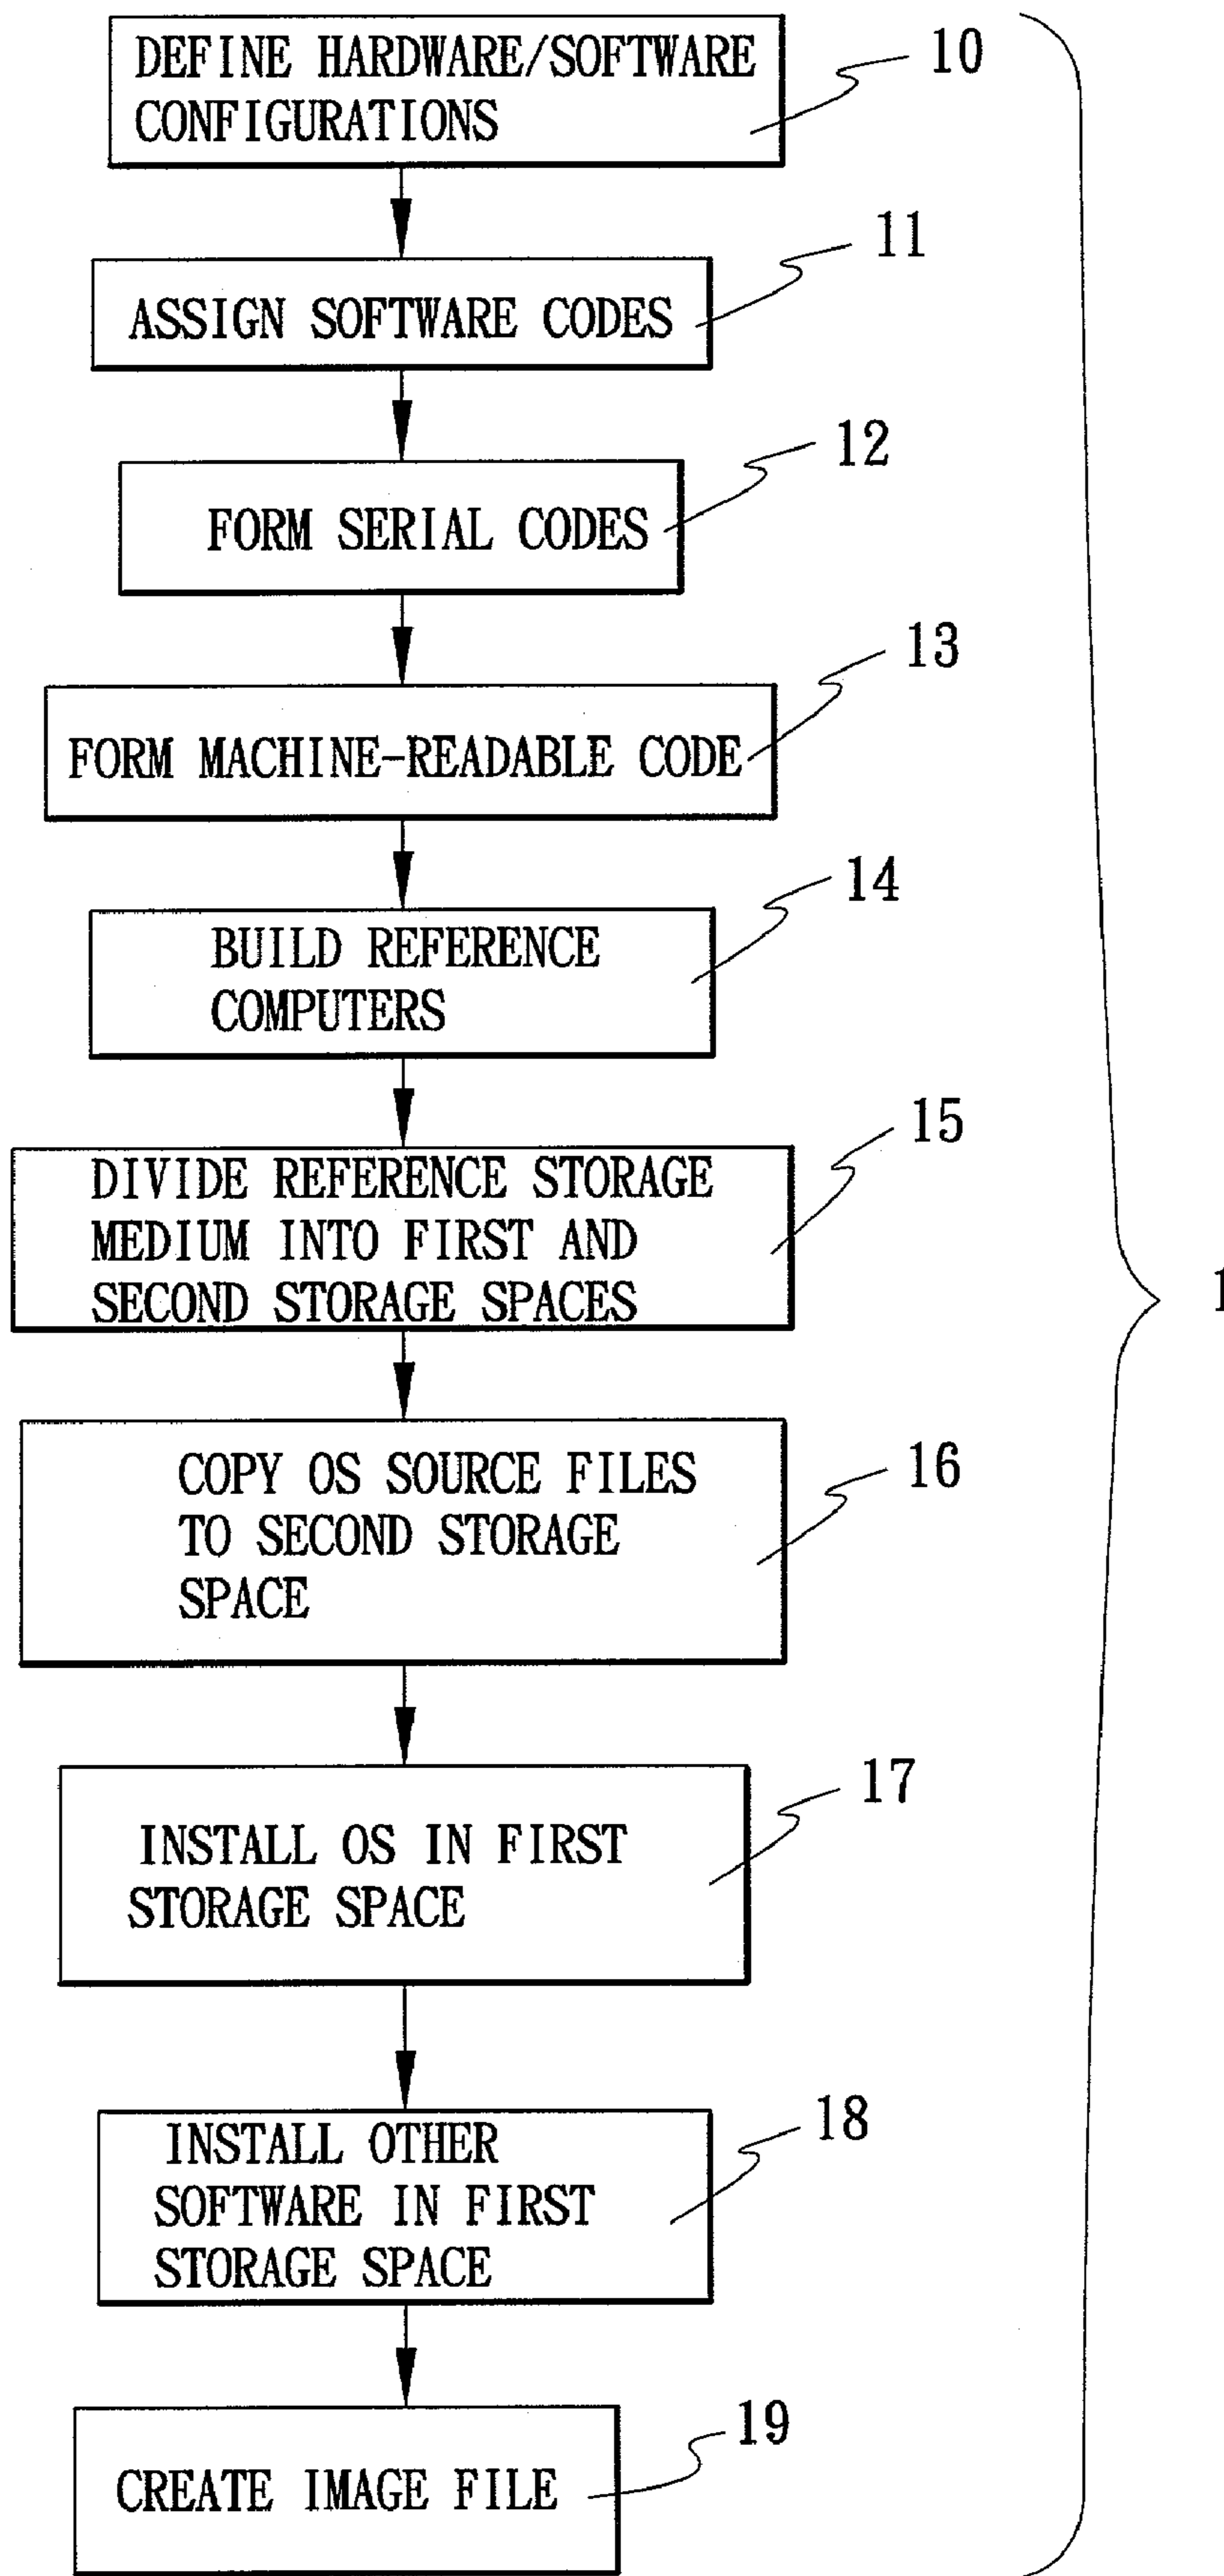 DEFINE HARDWARE/SOFTWARE
CONFIGURATIONS
10
ASSIGN SOFTWARE CODES
11
FORM SERIAL CODES
12
FORM MACHINE-READABLE CODE
13
BUILD REFERENCE
COMPUTERS
14
DIVIDE REFERENCE STORAGE
MEDIUM INTO FIRST AND
SECOND STORAGE SPACES
15
1
COPY OS SOURCE FILES
TO SECOND STORAGE
SPACE
16
INSTALL OS IN FIRST
STORAGE SPACE
17
INSTALL OTHER
SOFTWARE IN FIRST
STORAGE SPACE
18
CREATE IMAGE FILE
19